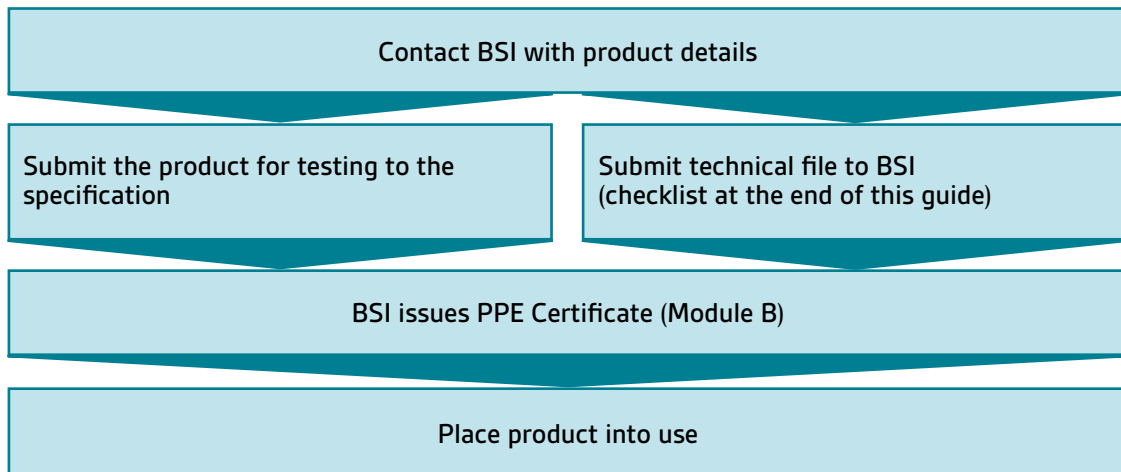 Contact BSI with product details
Submit the product for testing to the
specification
Submit technical file to BSI
(checklist at the end of this guide)
BSI issues PPE Certificate (Module B)
Place product into use